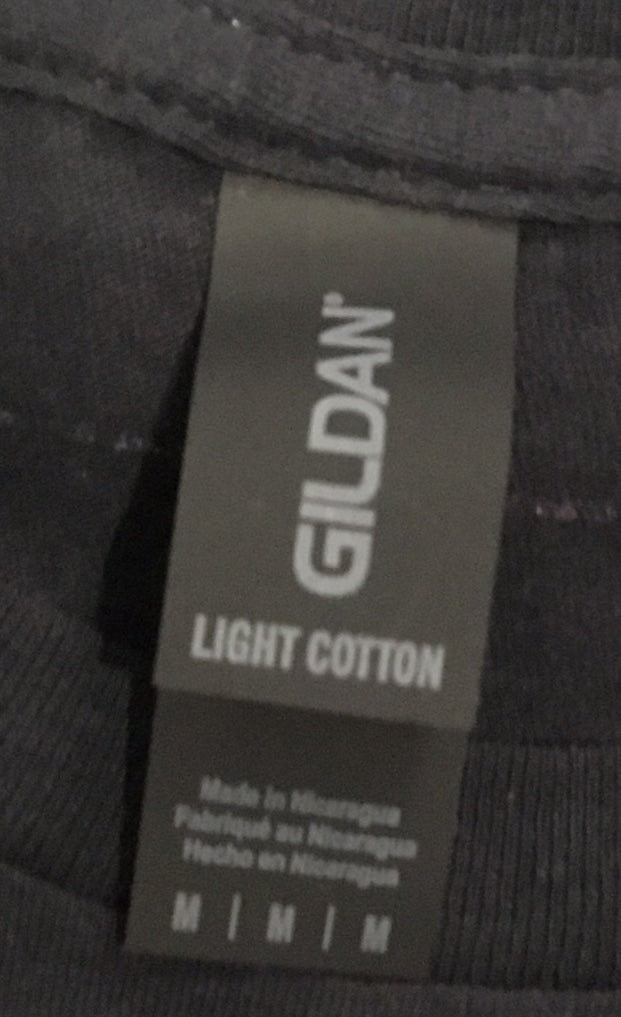 GILDAN
LIGHT COTTON
Made in Nicaragua
Fabriqué au Nicaragua
Hecho en Nicaragua
M | M | M